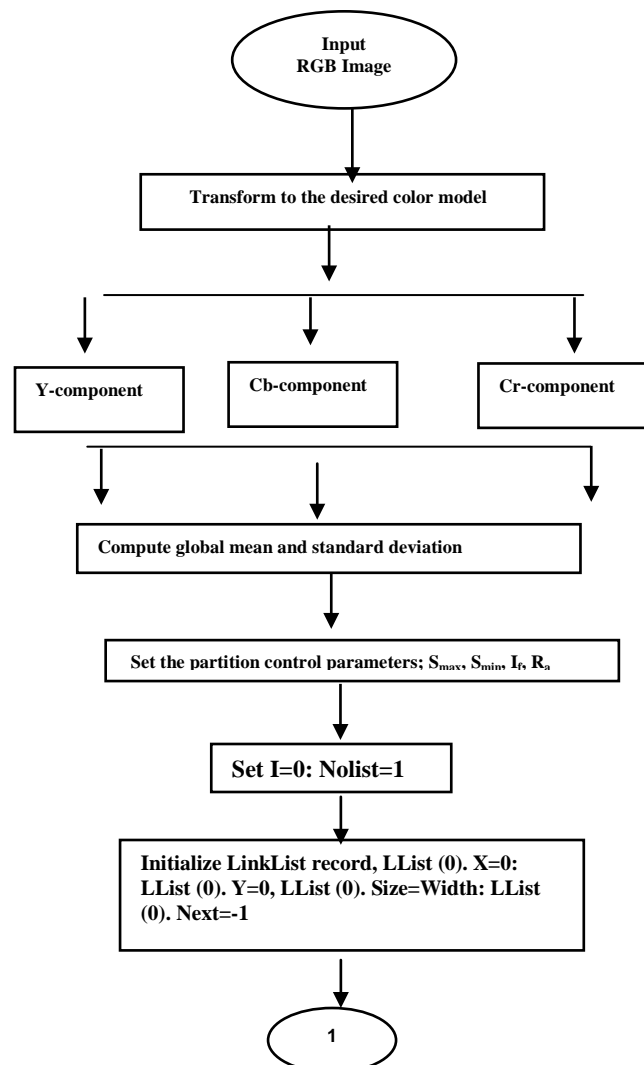 Input
RGB Image
Transform to the desired color model
Y-component
Cb-component
Cr-component
Compute global mean and standard deviation
Set the partition control parameters; Smax, Smin, If, Ra
Set I=0: Nolist=1
Initialize LinkList record, LList (0). X=0:
LList (0). Y=0, LList (0). Size=Width: LList
(0). Next=-1
1